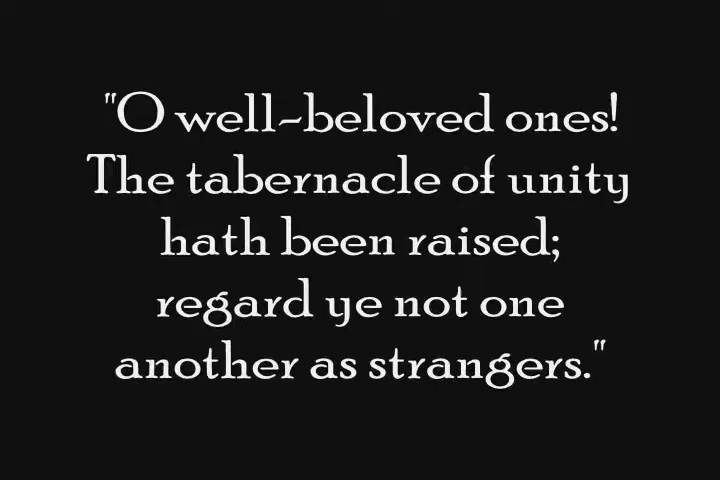 "O well-beloved ones!
The tabernacle of unity
hath been raised;
regard ye not one
another as strangers."